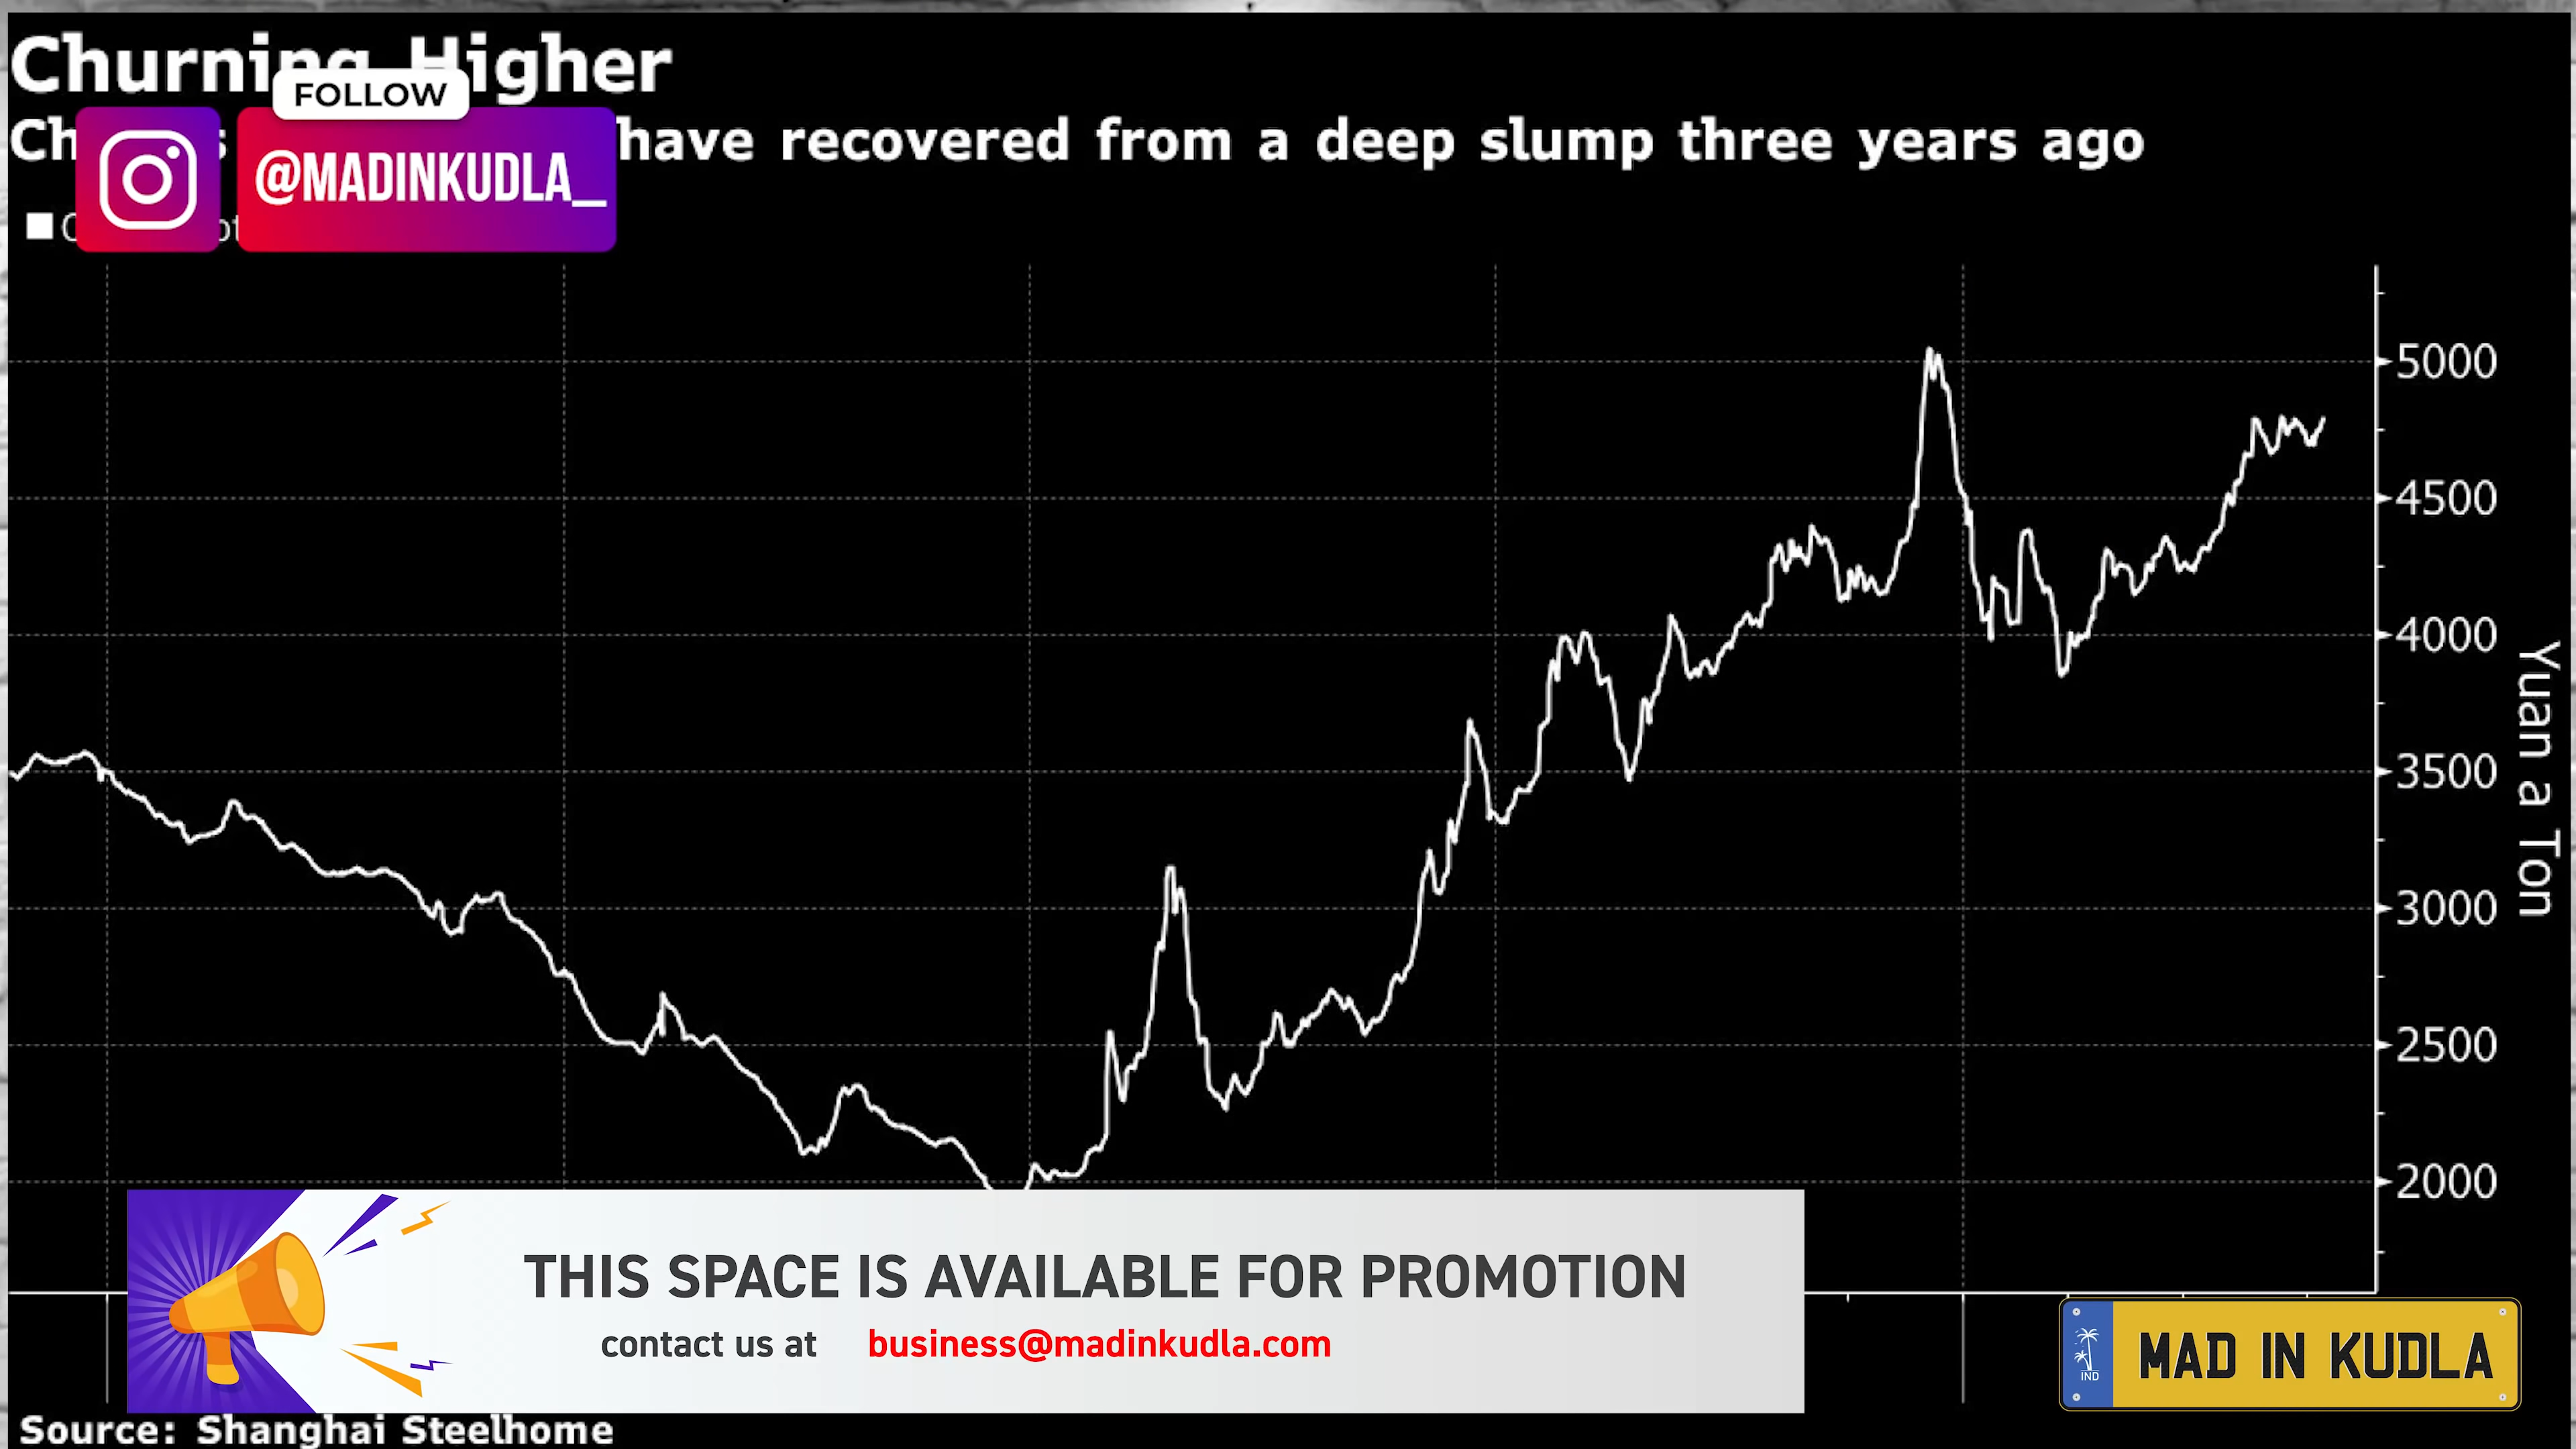 Churning Higher
FOLLOW
have recovered from a deep slump three years ago
@MADINKUDLA_
5000
4500
4000
3500
3000
2500
2000
Yuan a Ton
THIS SPACE IS AVAILABLE FOR PROMOTION
contact us at business@madinkudla.com
IND
MAD IN KUDLA
Source: Shanghai Steelhome